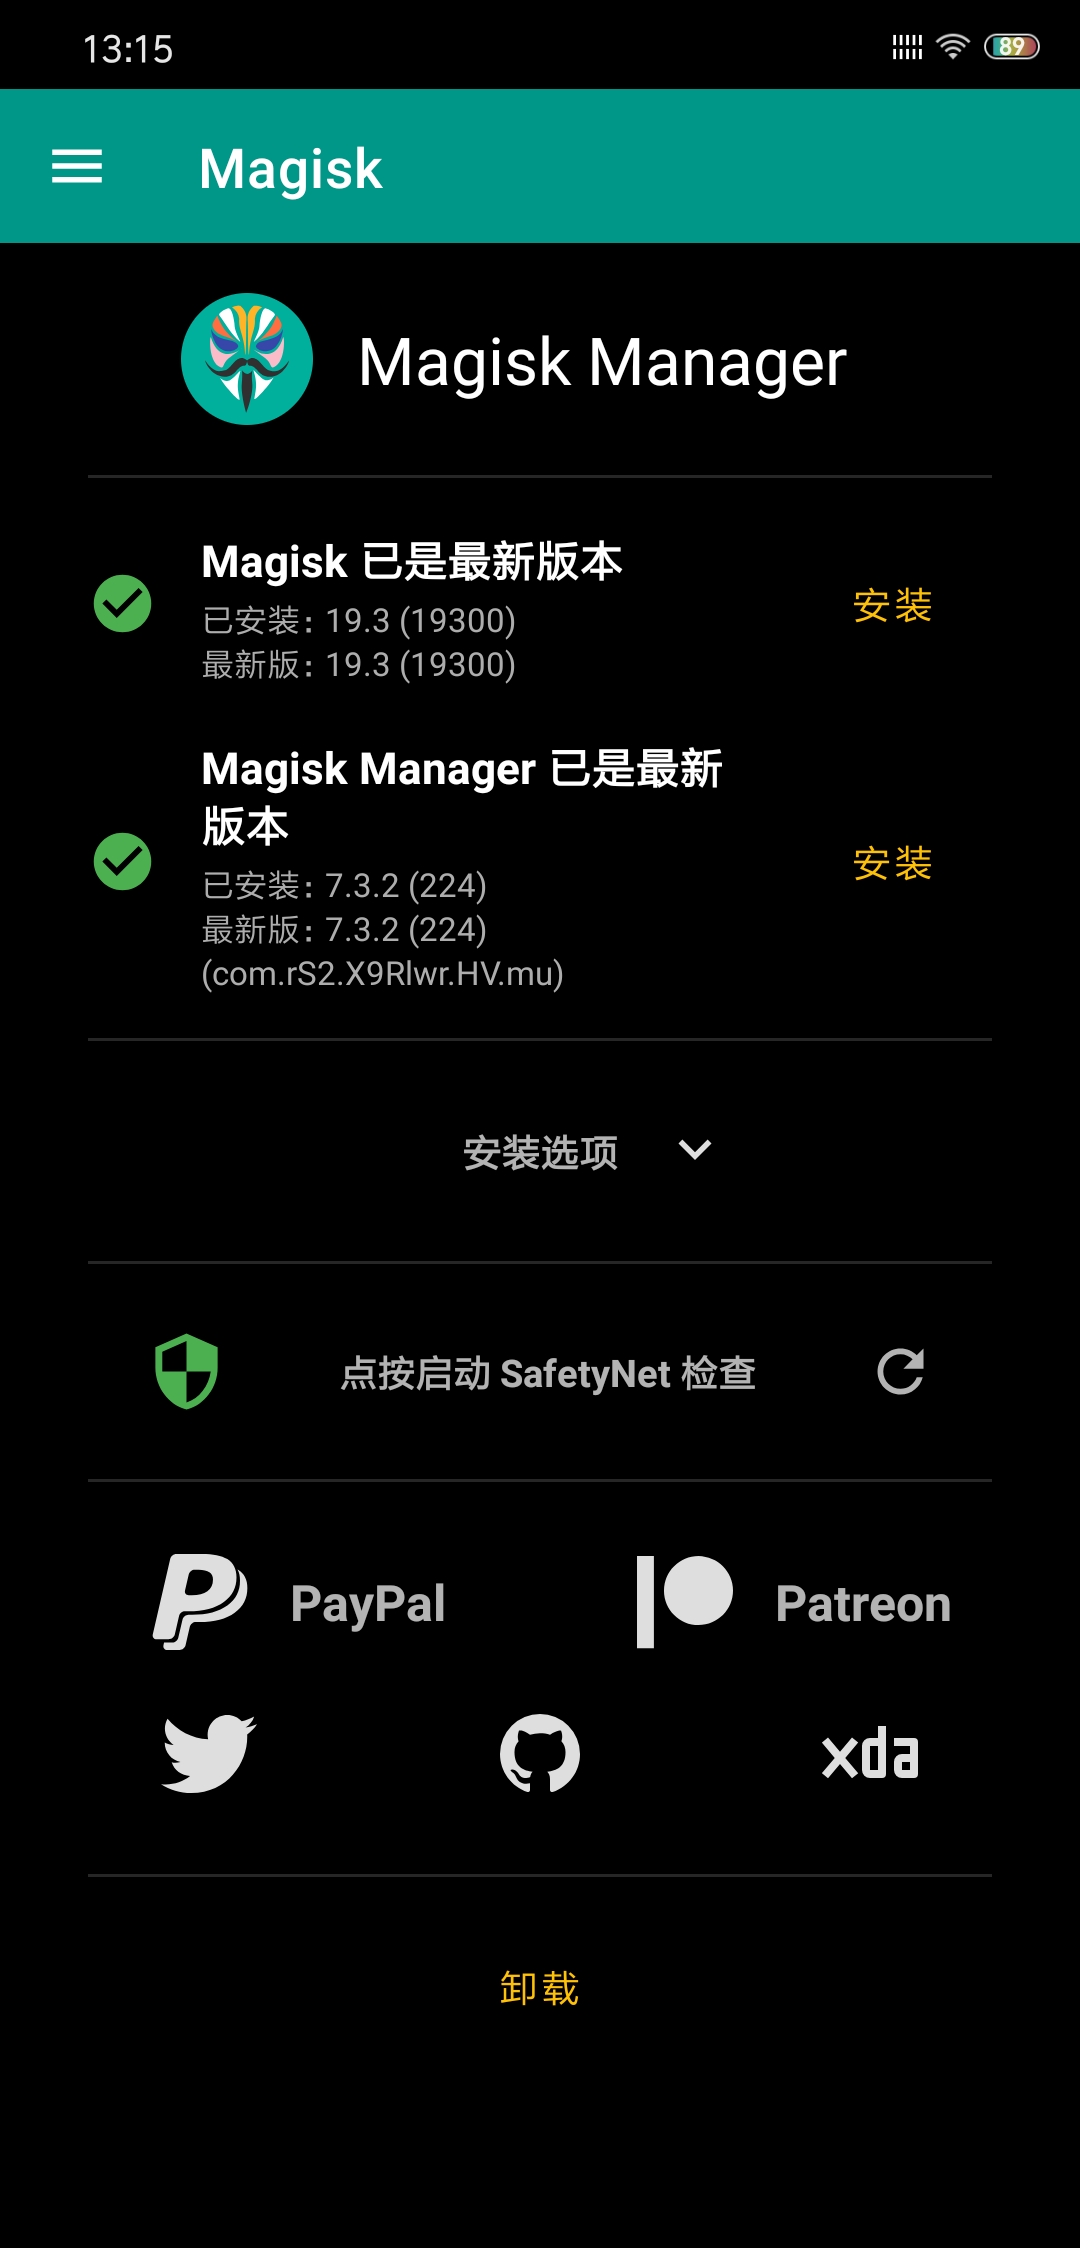 13:15
89
Magisk
Magisk Manager
Magisk 已是最新版本
已安装: 19.3 (19300)
最新版: 19.3 (19300)
安装
Magisk Manager 已是最新
版本
已安装: 7.3.2 (224)
最新版: 7.3.2 (224)
(com.rS2.X9Rlwr.HV.mu)
安装
安装选项
点按启动 SafetyNet 检查
PayPal
Patreon
xda
卸载